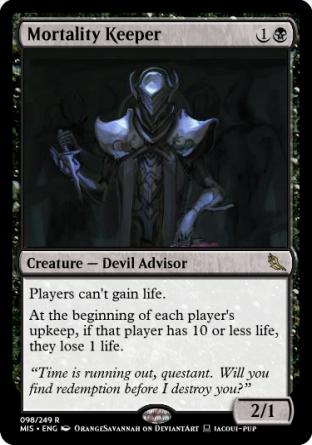 Mortality Keeper 1
Creature — Devil Advisor
Players can't gain life.
At the beginning of each player's
upkeep, if that player has 10 or less life,
they lose 1 life.
“Time is running out, questant. Will you
find redemption before I destroy you?”
2/1
098/249 R
MIS • ENG OrangeSavannah on DeviantArt iacoui-pup